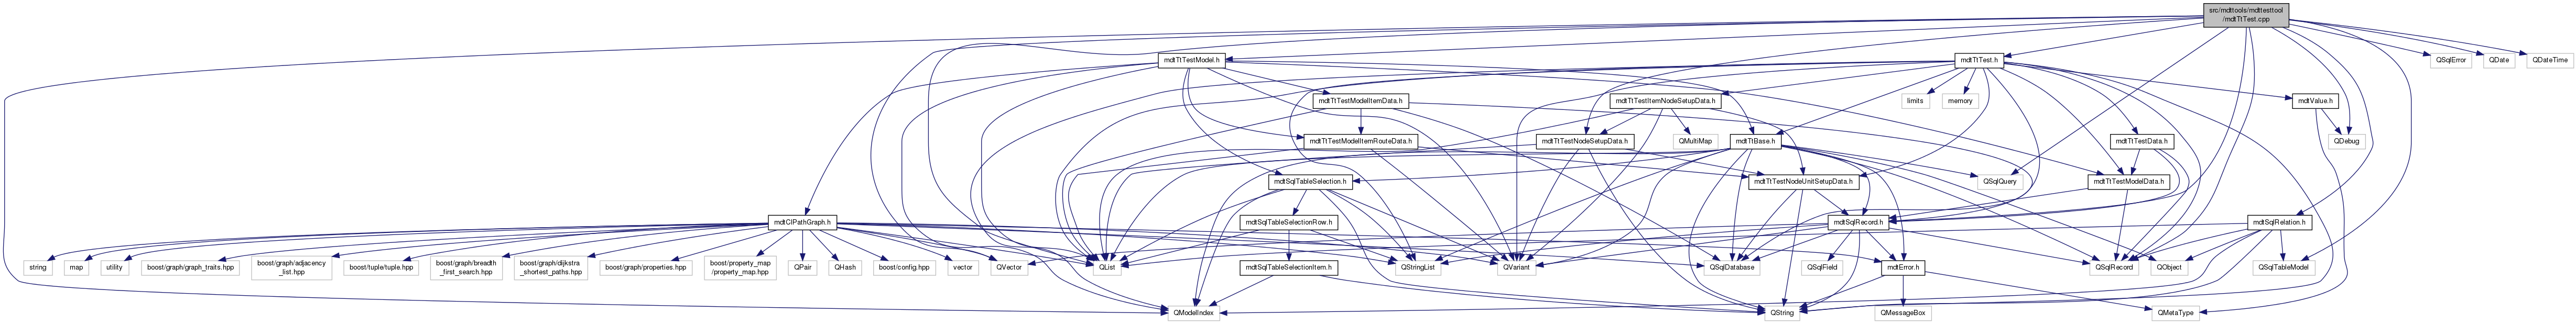 src/mdttools/mdttesttool
/mdtTtTest.cpp
mdtTtTestModel.h
mdtTtTest.h
QSqlError
QDate
QDateTime
mdtTtTestModelItemData.h
mdtTtTestItemNodeSetupData.h
limits
memory
mdtValue.h
mdtTtTestModelItemRouteData.h
mdtTtTestNodeSetupData.h
QMultiMap
mdtTtBase.h
mdtTtTestData.h
QDebug
mdtSqlTableSelection.h
mdtTtTestNodeUnitSetupData.h
QSqlQuery
mdtTtTestModelData.h
mdtClPathGraph.h
mdtSqlTableSelectionRow.h
mdtSqlRecord.h
mdtSqlRelation.h
string
map
utility
boost/graph/graph_traits.hpp
boost/graph/adjacency
_list.hpp
boost/tuple/tuple.hpp
boost/graph/breadth
_first_search.hpp
boost/graph/dijkstra
_shortest_paths.hpp
boost/graph/properties.hpp
boost/property_map
/property_map.hpp
QPair
QHash
boost/config.hpp
vector
QVector
QList
mdtSqlTableSelectionItem.h
QStringList
QVariant
QSqlDatabase
QSqlField
mdtError.h
QSqlRecord
QObject
QSqlTableModel
QModelIndex
QString
QMessageBox
QMetaType